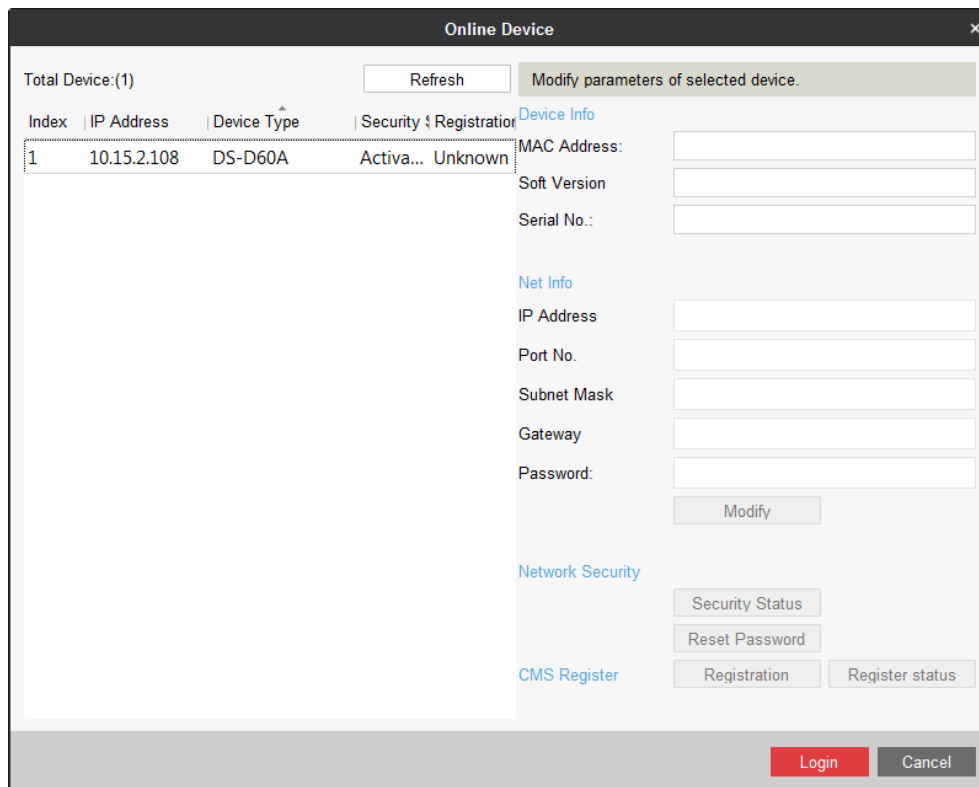 Online Device
Total Device:(1)
Refresh
Index IP Address Device Type Security Registration
1 10.15.2.108 DS-D60A Activa... Unknown
Modify parameters of selected device.
Device Info
MAC Address:
Soft Version
Serial No.:
Net Info
IP Address
Port No.
Subnet Mask
Gateway
Password:
Modify
Network Security
Security Status
Reset Password
CMS Register
Registration
Register status
Login
Cancel